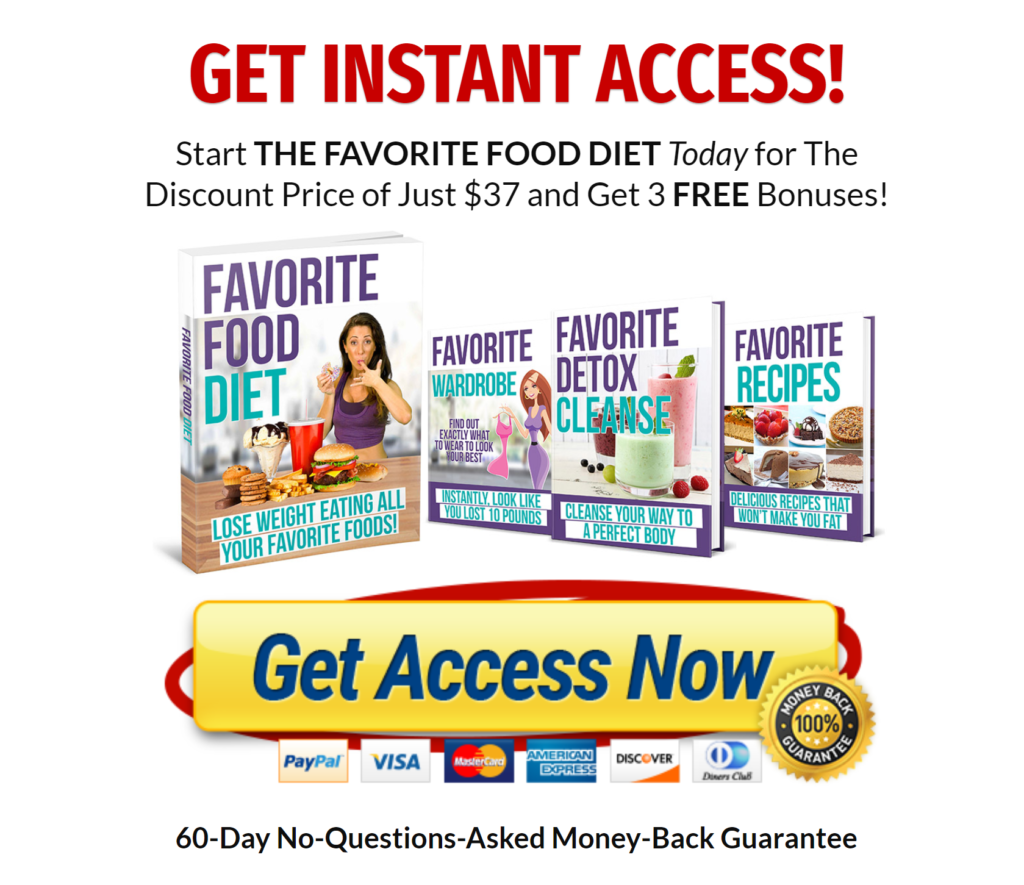 GET INSTANT ACCESS!
Start THE FAVORITE FOOD DIET Today for The
Discount Price of Just $37 and Get 3 FREE Bonuses!
FAVORITE FOOD DIET
FAVORITE
FOOD
DIET
LOSE WEIGHT EATING ALL
YOUR FAVORITE FOODS!
FAVORITE
WARDROBE
FIND OUT
EXACTLY WHAT
TO WEAR TO LOOK
YOUR BEST
INSTANTLY, LOOK LIKE
YOU LOST 10 POUNDS
FAVORITE
DETOX
CLEANSE
CLEANSE YOUR WAY TO
A PERFECT BODY
FAVORITE
RECIPES
DELICIOUS RECIPES THAT
WON'T MAKE YOU FAT
Get Access Now
MONEY BACK
100%
GUARANTEE
PayPal
VISA
MasterCard
AMERICAN
EXPRESS
DISCOVER
Diners Club
60-Day No-Questions-Asked Money-Back Guarantee